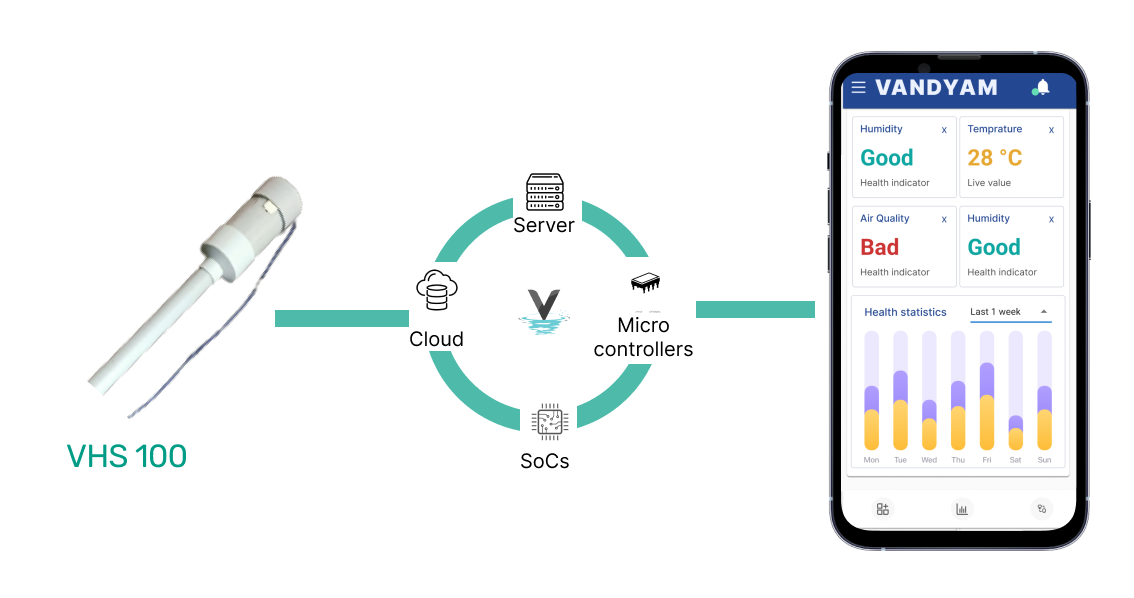 VANDYAM
Humidity x
Good
Health indicator
Temprature x
28 °C
Live value
Air Quality x
Bad
Health indicator
Humidity x
Good
Health indicator
Health statistics
Last 1 week
Mon Tue Wed Thu Fri Sat Sun
Server
Cloud
V
Micro
controllers
SoCs
VHS 100